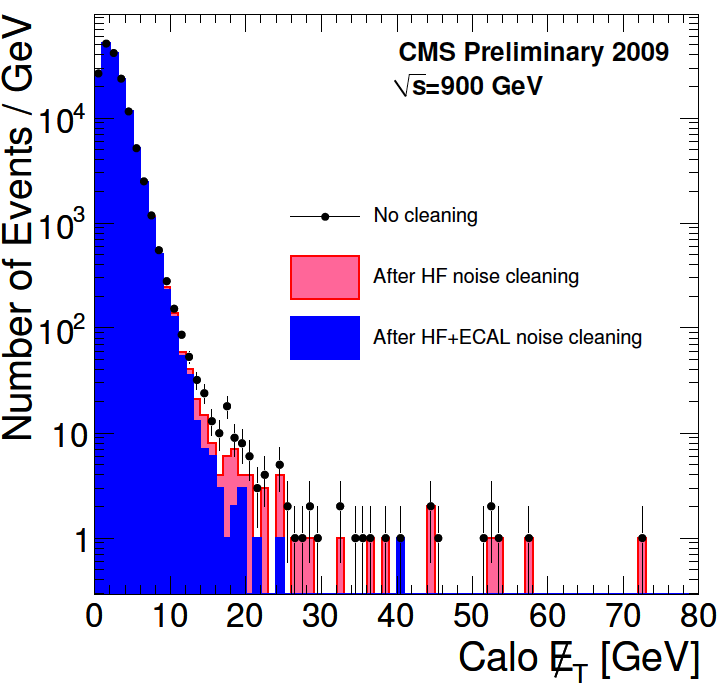 CMS Preliminary 2009
√s=900 GeV
Number of Events / GeV
10⁴
10³
10²
10
1
No cleaning
After HF noise cleaning
After HF+ECAL noise cleaning
0 10 20 30 40 50 60 70 80
Calo E̸_T [GeV]